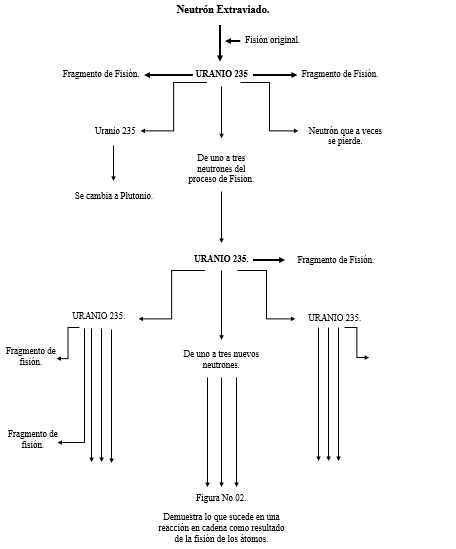 Neutrón Extraviado.
Fisión original.
Fragmento de Fisión.
URANIO 235
Fragmento de Fisión.
Uranio 235
Neutrón que a veces
se pierde.
De uno a tres
neutrones del
proceso de Fision.
Se cambia a Plutonio.
URANIO 235.
Fragmento de Fisión.
URANIO 235.
URANIO 235.
Fragmento de
fisión.
De uno a tres nuevos
neutrones.
Fragmento de
fisión.
Figura No 02.
Demuestra lo que sucede en una
reacción en cadena como resultado
de la fisión de los átomos.